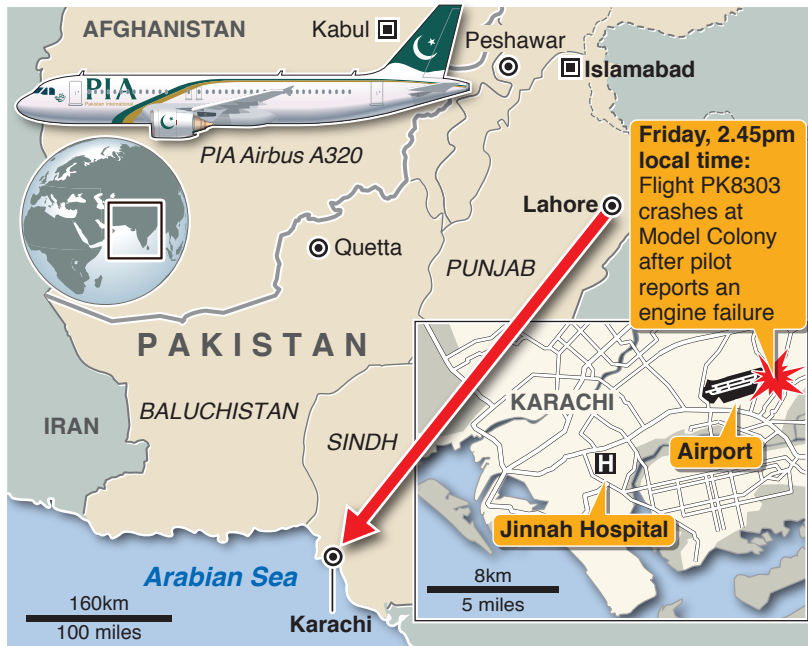 AFGHANISTAN
Kabul
Peshawar
Islamabad
PIA
Pakistan International
PIA Airbus A320
Friday, 2.45pm
local time:
Flight PK8303
crashes at
Model Colony
after pilot
reports an
engine failure
Lahore
Quetta
PUNJAB
PAKISTAN
IRAN
BALUCHISTAN
SINDH
KARACHI
Airport
H
Jinnah Hospital
8km
5 miles
Arabian Sea
Karachi
160km
100 miles